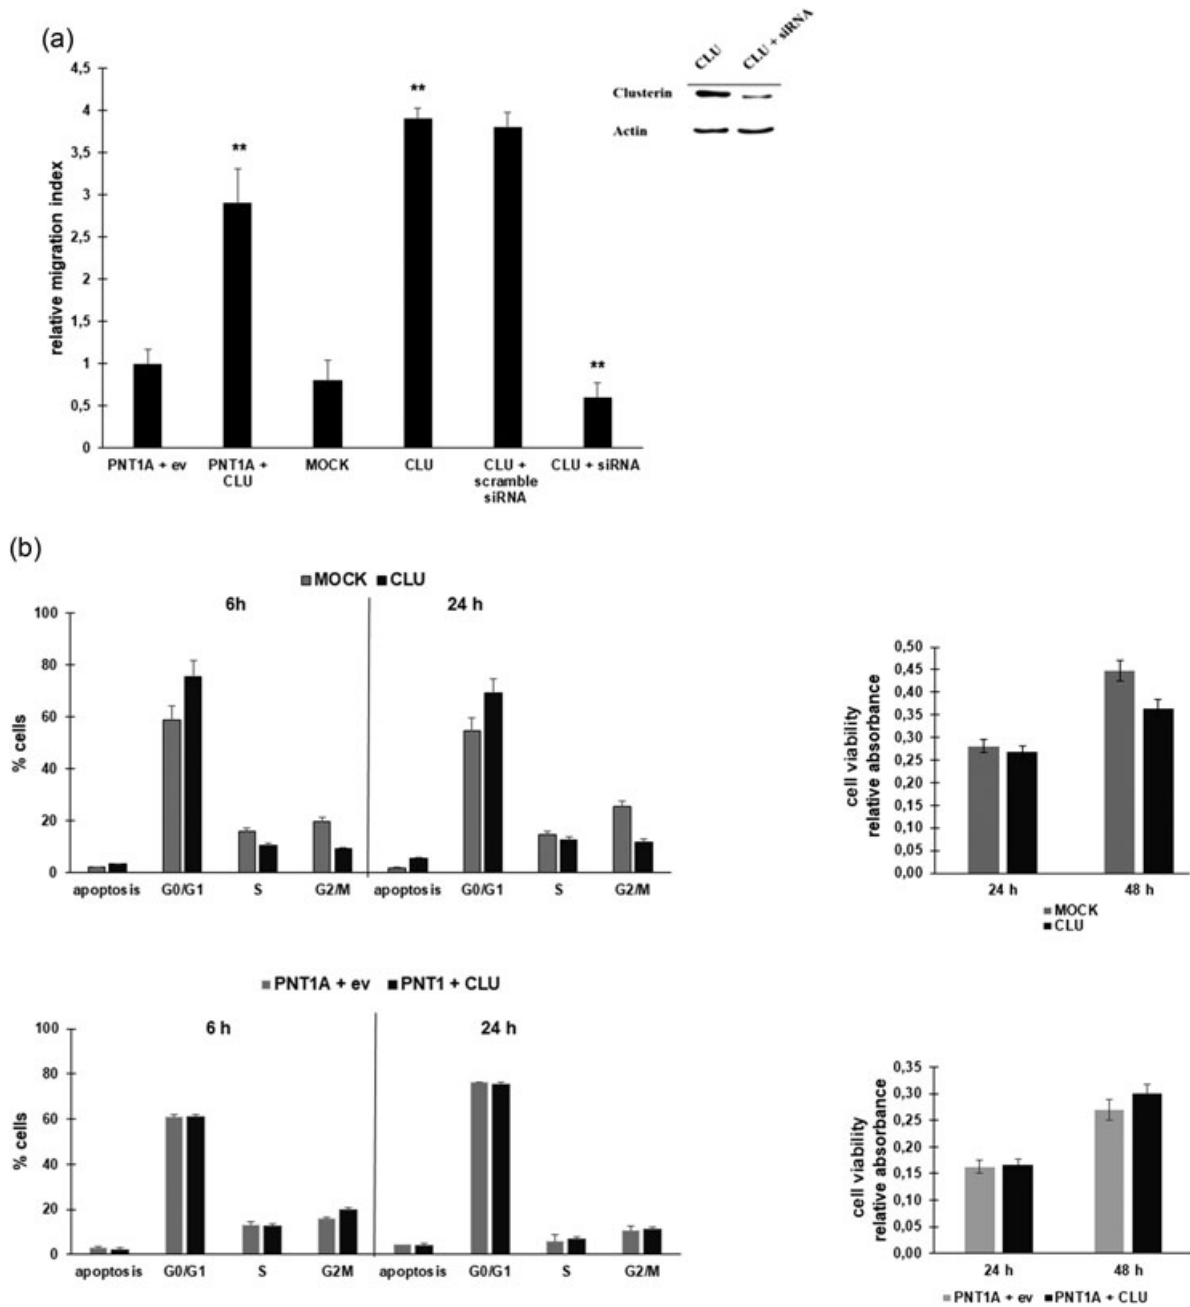 (a)
CLU
CLU + siRNA
Clusterin
Actin
relative migration index
4,5
4
3,5
3
2,5
2
1,5
1
0,5
0
**
**
**
PNT1A + ev
PNT1A +
CLU
MOCK
CLU
CLU +
scramble
siRNA
CLU + siRNA
(b)
MOCK CLU
6h
24 h
% cells
100
80
60
40
20
0
apoptosis G0/G1 S G2/M apoptosis G0/G1 S G2/M
cell viability
relative absorbance
0,50
0,45
0,40
0,35
0,30
0,25
0,20
0,15
0,10
0,05
0,00
24 h 48 h
MOCK
CLU
PNT1A + ev PNT1 + CLU
6 h
24 h
% cells
100
80
60
40
20
0
apoptosis G0/G1 S G2M apoptosis G0/G1 S G2/M
cell viability
relative absorbance
0,35
0,30
0,25
0,20
0,15
0,10
0,05
0,00
24 h 48 h
PNT1A + ev PNT1A + CLU